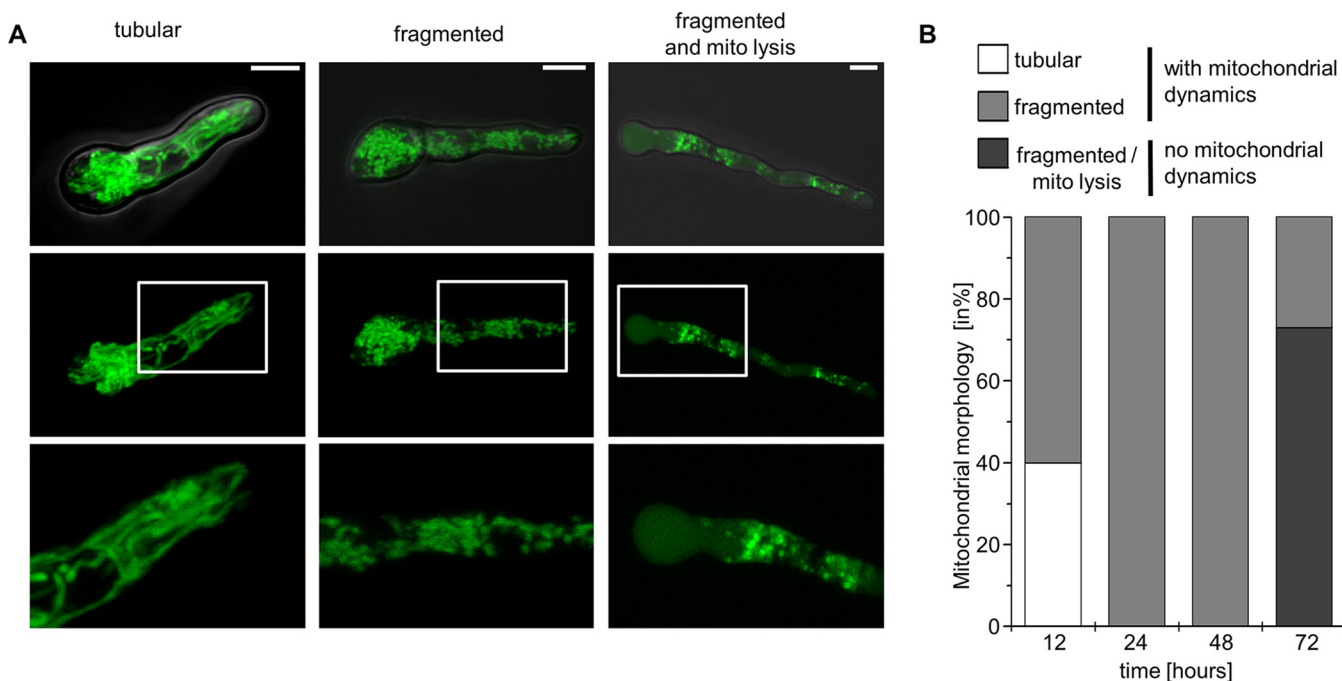 A
tubular
fragmented
fragmented
and mito lysis
B
tubular
fragmented
with mitochondrial
dynamics
fragmented /
mito lysis
no mitochondrial
dynamics
Mitochondrial morphology [in%]
100
80
60
40
20
0
12 24 48 72
time [hours]